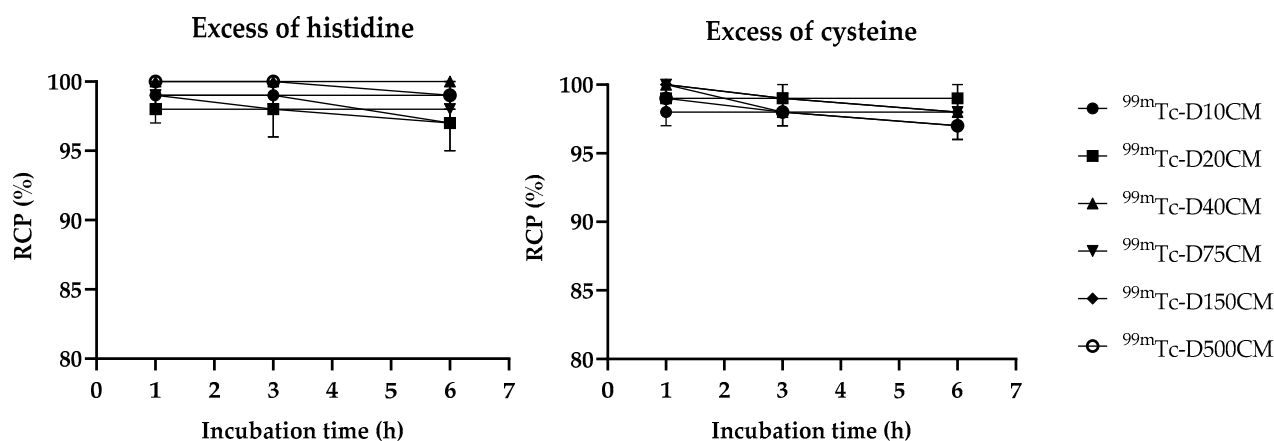 Excess of histidine
100
95
90
85
80
RCP (%)
0 1 2 3 4 5 6 7
Incubation time (h)
Excess of cysteine
100
95
90
85
80
RCP (%)
0 1 2 3 4 5 6 7
Incubation time (h)
99mTc-D10CM
99mTc-D20CM
99mTc-D40CM
99mTc-D75CM
99mTc-D150CM
99mTc-D500CM